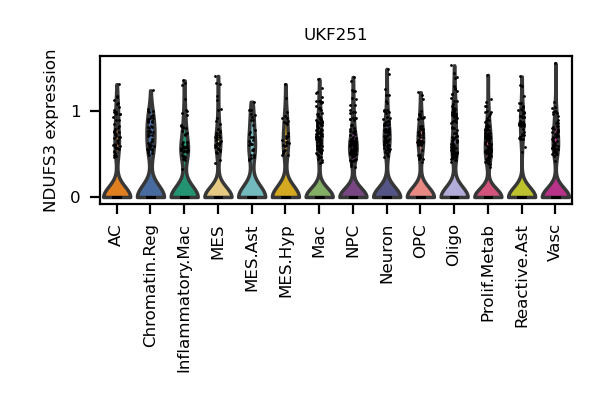 UKF251
NDUFS3 expression
1
0
AC
Chromatin.Reg
Inflammatory.Mac
MES
MES.Ast
MES.Hyp
Mac
NPC
Neuron
OPC
Oligo
Prolif.Metab
Reactive.Ast
Vasc